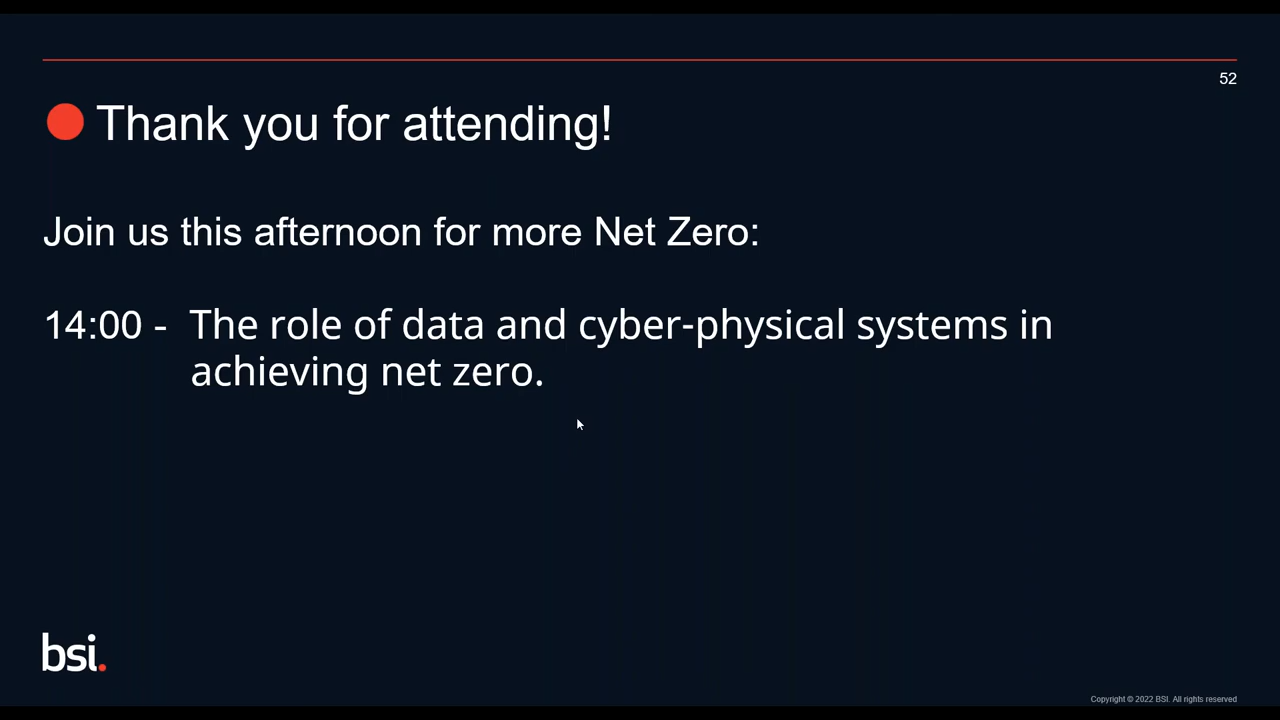 52
Thank you for attending!
Join us this afternoon for more Net Zero:
14:00 - The role of data and cyber-physical systems in
achieving net zero.
bsi.
Copyright © 2022 BSI. All rights reserved